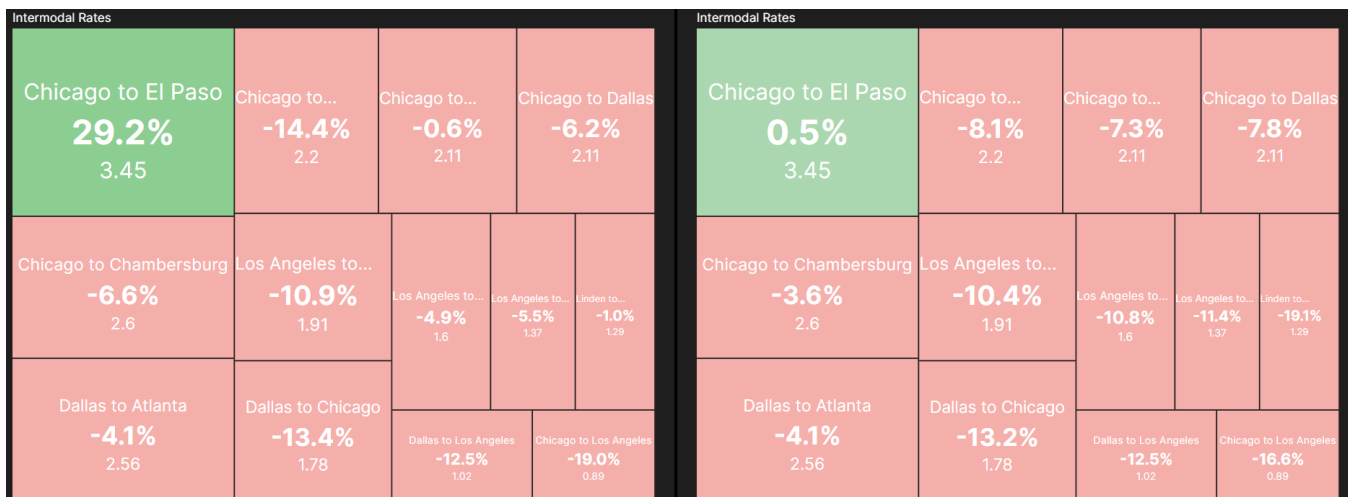 Intermodal Rates
Chicago to El Paso
29.2%
3.45
Chicago to...
-14.4%
2.2
Chicago to...
-0.6%
2.11
Chicago to Dallas
-6.2%
2.11
Chicago to Chambersburg
-6.6%
2.6
Los Angeles to...
-10.9%
1.91
Los Angeles to...
-4.9%
1.6
Los Angeles to...
-5.5%
1.37
Linden to...
-1.0%
1.29
Dallas to Atlanta
-4.1%
2.56
Dallas to Chicago
-13.4%
1.78
Dallas to Los Angeles
-12.5%
1.02
Chicago to Los Angeles
-19.0%
0.89
Intermodal Rates
Chicago to El Paso
0.5%
3.45
Chicago to...
-8.1%
2.2
Chicago to...
-7.3%
2.11
Chicago to Dallas
-7.8%
2.11
Chicago to Chambersburg
-3.6%
2.6
Los Angeles to...
-10.4%
1.91
Los Angeles to...
-10.8%
1.6
Los Angeles to...
-11.4%
1.37
Linden to...
-19.1%
1.29
Dallas to Atlanta
-4.1%
2.56
Dallas to Chicago
-13.2%
1.78
Dallas to Los Angeles
-12.5%
1.02
Chicago to Los Angeles
-16.6%
0.89